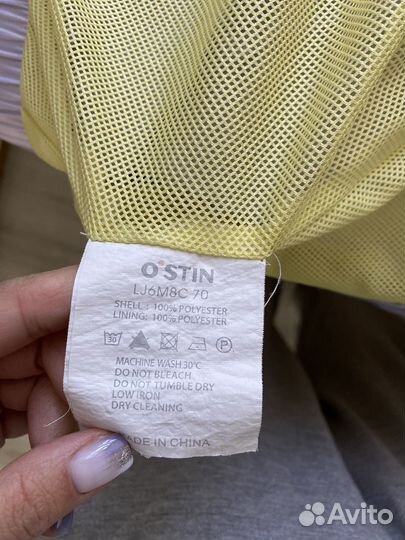 O'STIN
LJ6M8C 70
SHELL: 100% POLYESTER
LINING: 100% POLYESTER
30 P
MACHINE WASH 30°C
DO NOT BLEACH
DO NOT TUMBLE DRY
LOW IRON
DRY CLEANING
MADE IN CHINA
Avito